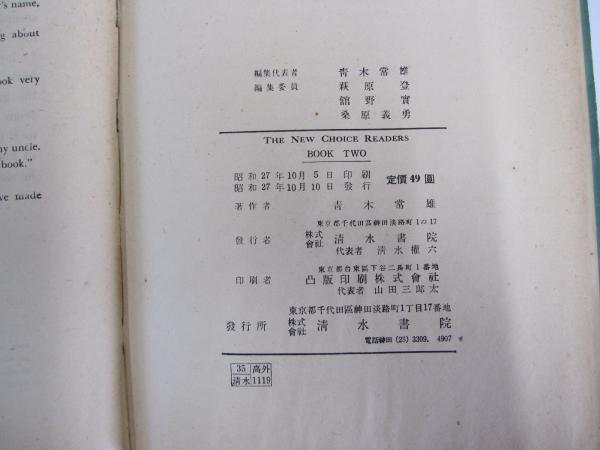 's name,
g about
ok very
ny uncle.
book."
ve made
編集代表者 青木常雄
編集委員 萩原登
館野實
桑原義勇
THE NEW CHOICE READERS
BOOK TWO
昭和27年10月5日 印刷
昭和27年10月10日 發行
定價49圓
著作者 青木常雄
東京都千代田區神田淡路町1の17
發行者 株式會社 清水書院
代表者 清水權六
東京都台東區下谷二長町1番地
印刷者 凸版印刷株式會社
代表者 山田三郎太
東京都千代田區神田淡路町1丁目17番地
發行所 株式會社 清水書院
電話神田 (25) 3309, 4907
35 高外
清水 1119